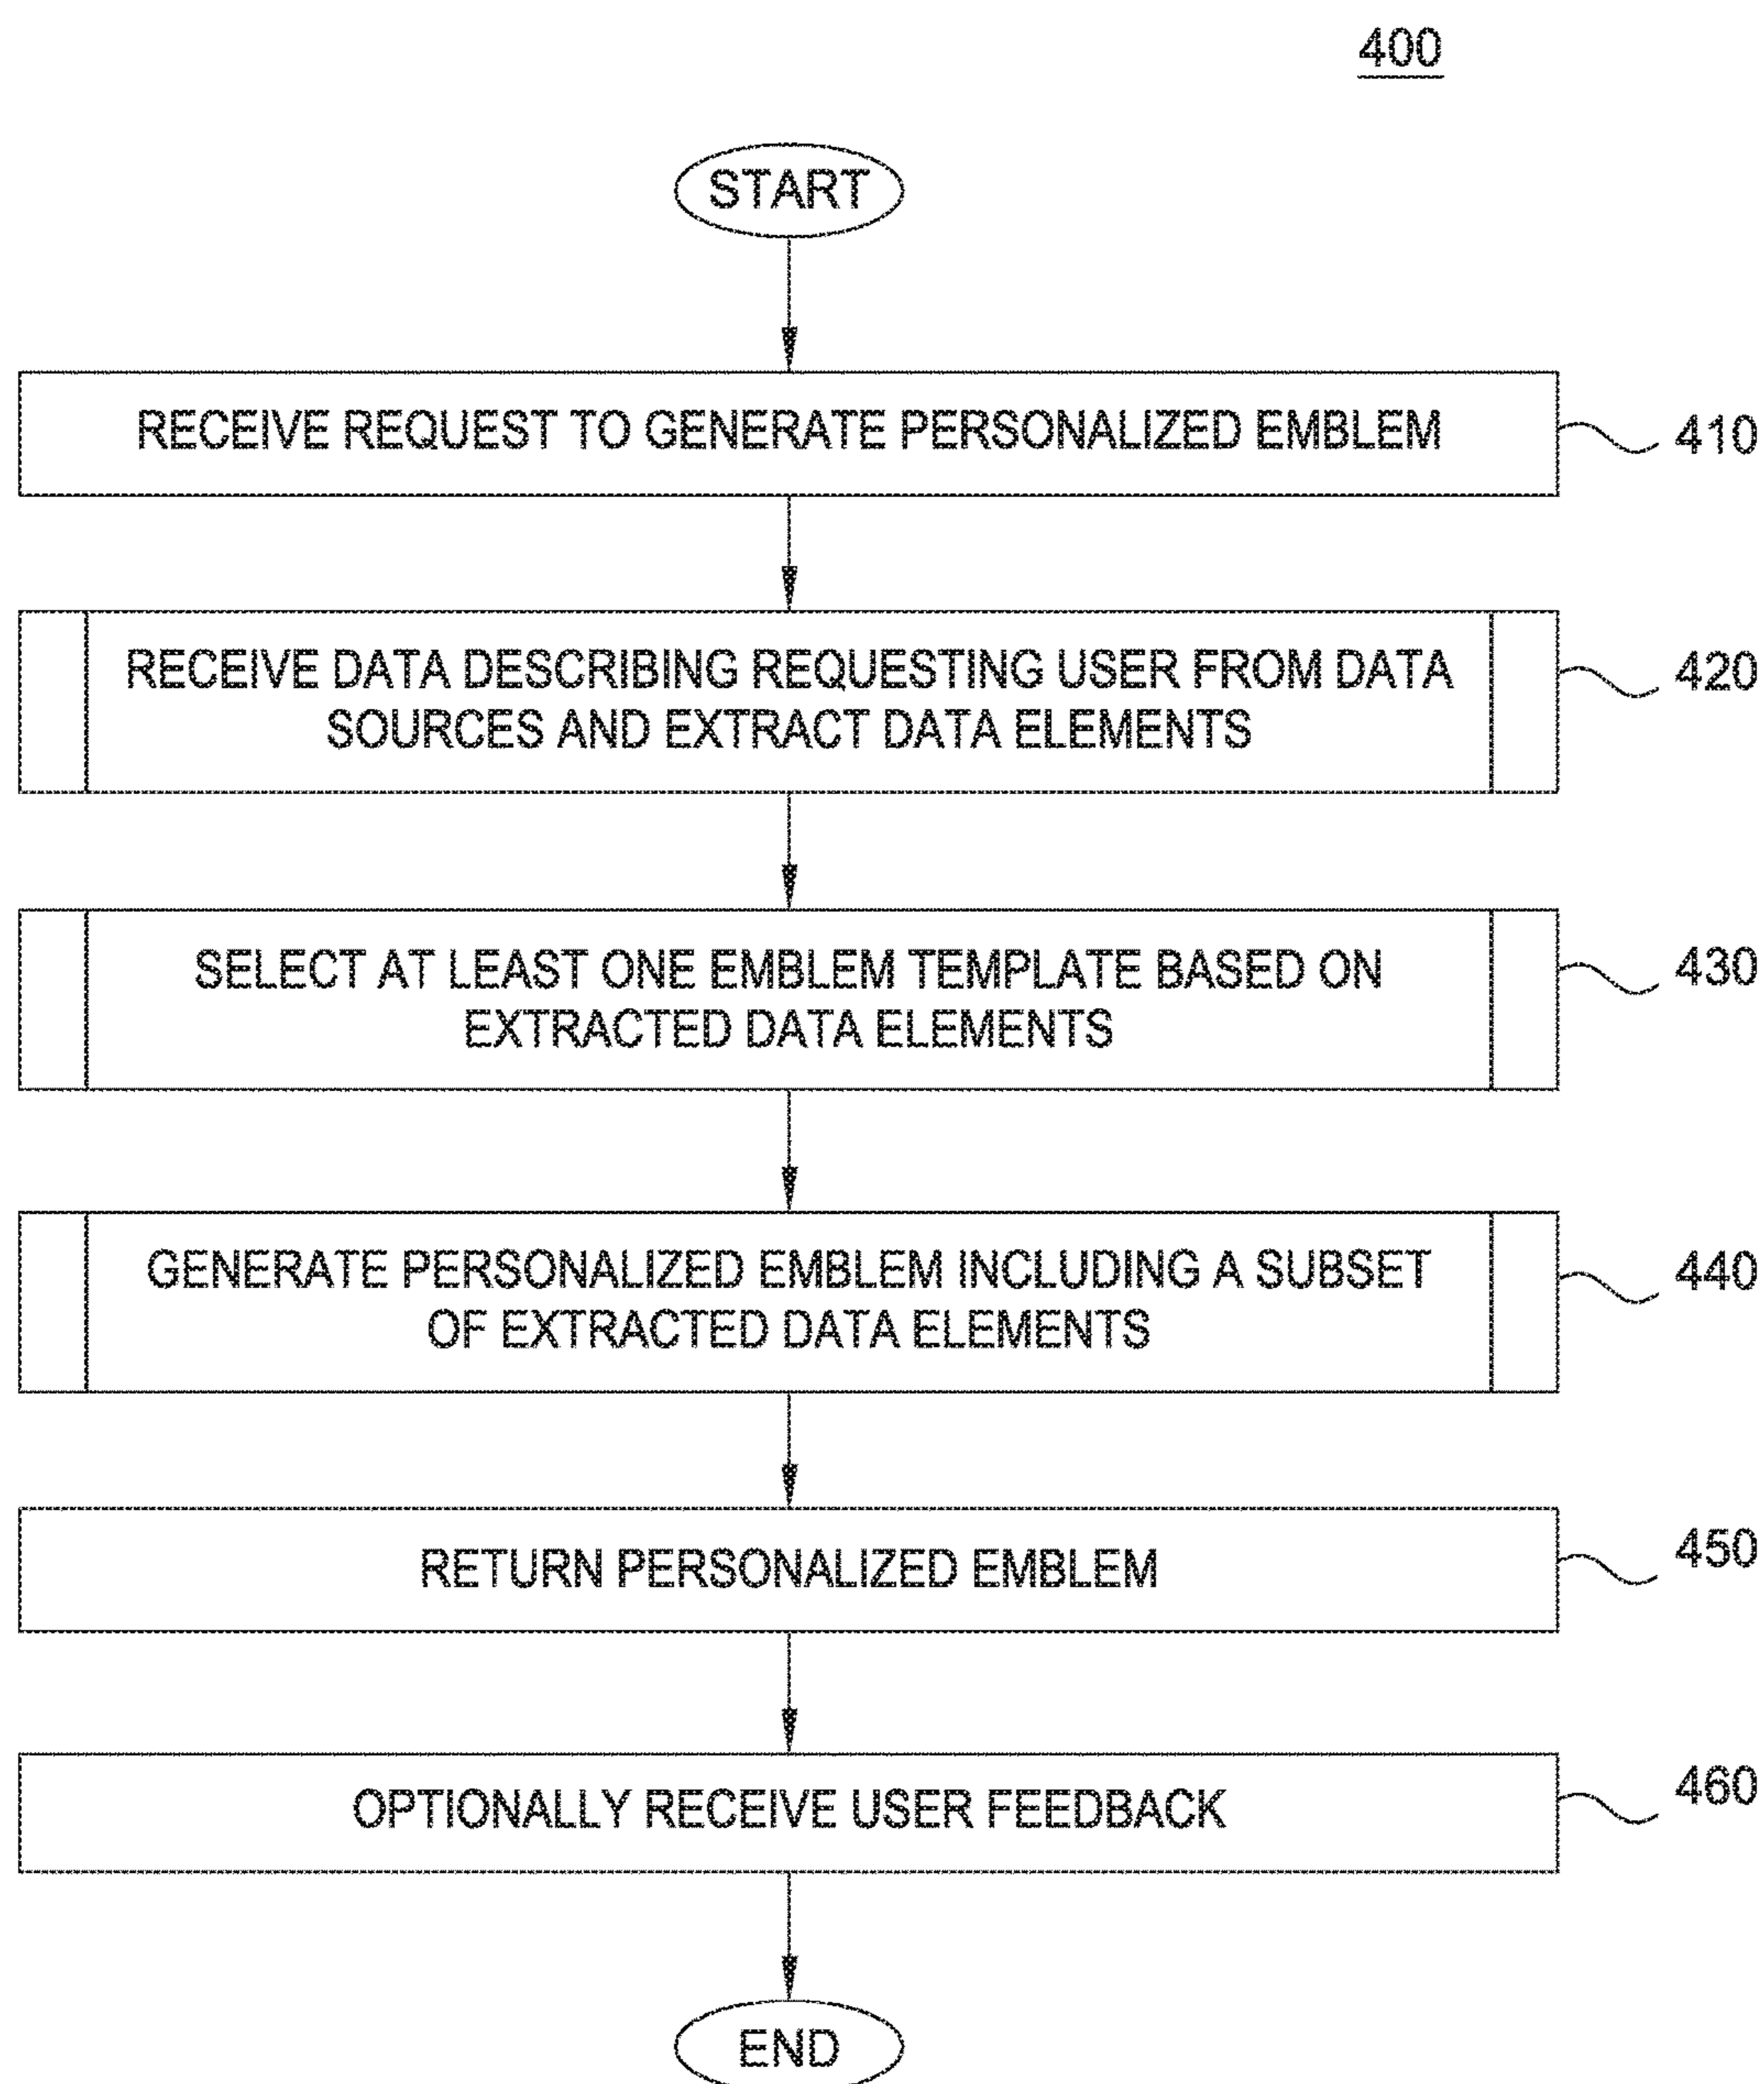 400
START
RECEIVE REQUEST TO GENERATE PERSONALIZED EMBLEM
410
RECEIVE DATA DESCRIBING REQUESTING USER FROM DATA
SOURCES AND EXTRACT DATA ELEMENTS
420
SELECT AT LEAST ONE EMBLEM TEMPLATE BASED ON
EXTRACTED DATA ELEMENTS
430
GENERATE PERSONALIZED EMBLEM INCLUDING A SUBSET
OF EXTRACTED DATA ELEMENTS
440
RETURN PERSONALIZED EMBLEM
450
OPTIONALLY RECEIVE USER FEEDBACK
460
END